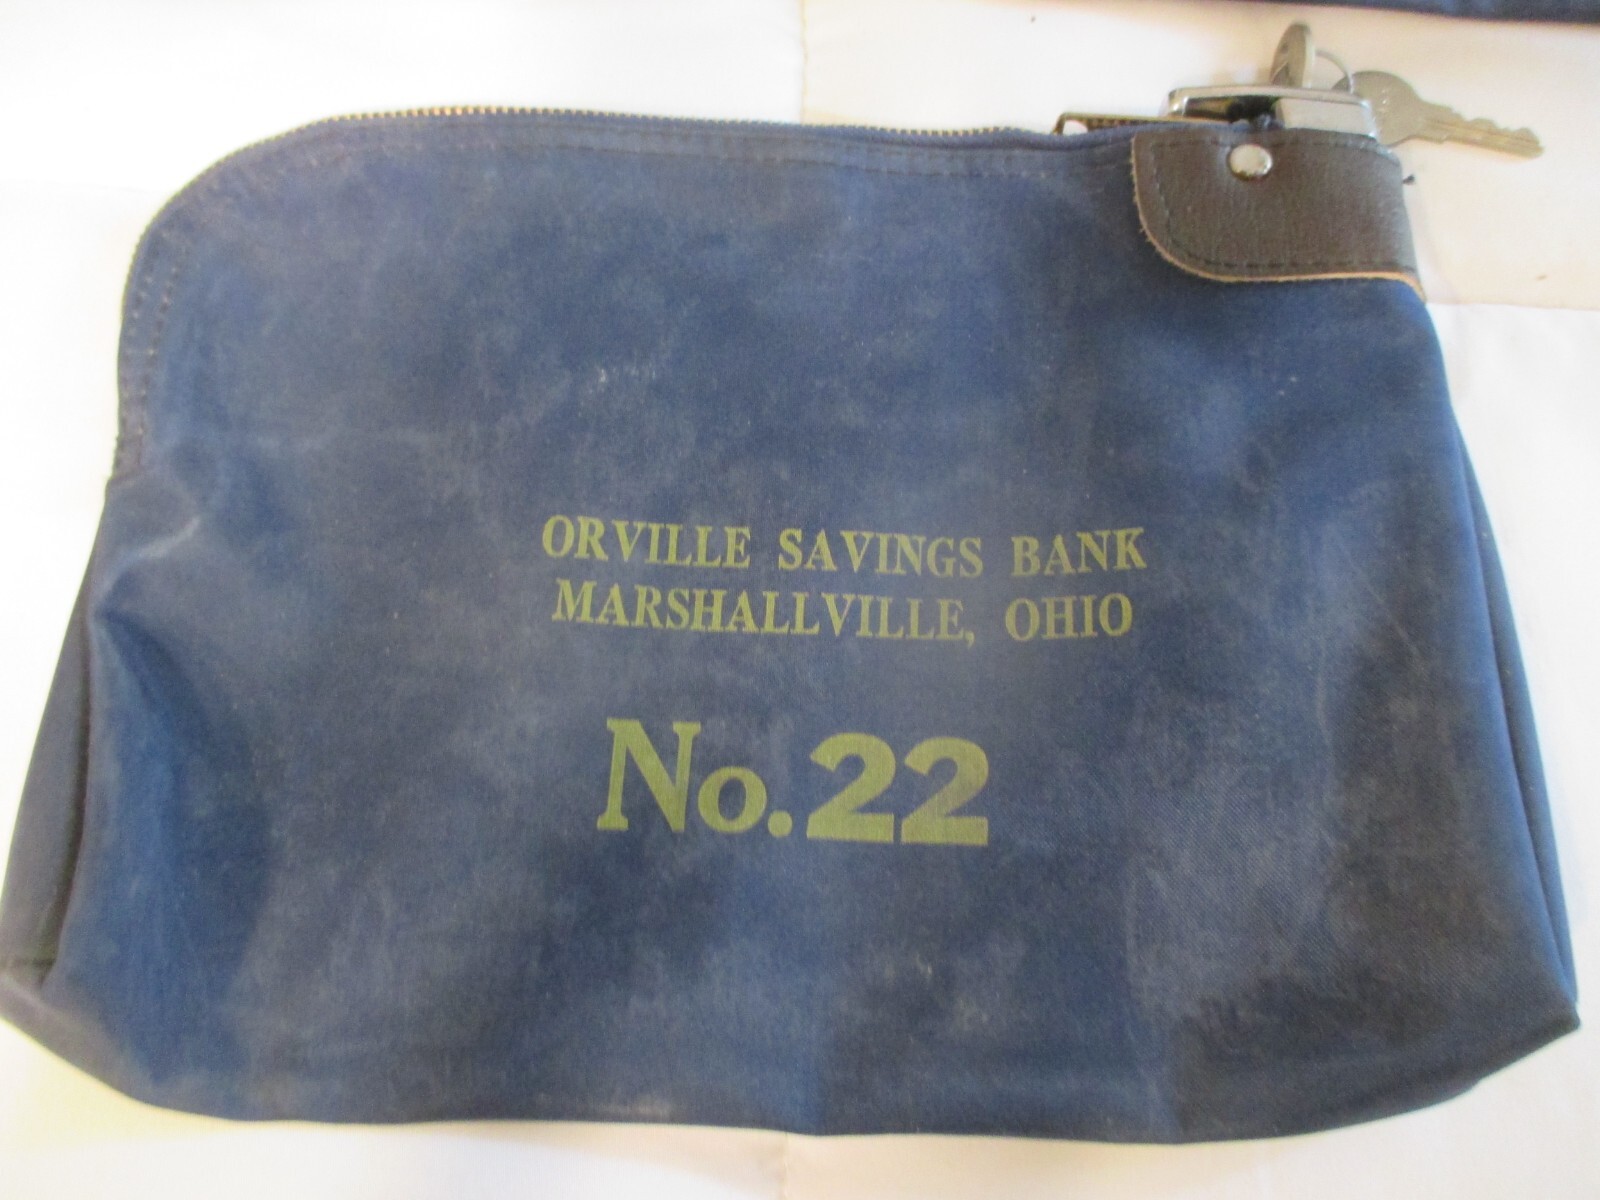 ORVILLE SAVINGS BANK
MARSHALLVILLE, OHIO
No.22